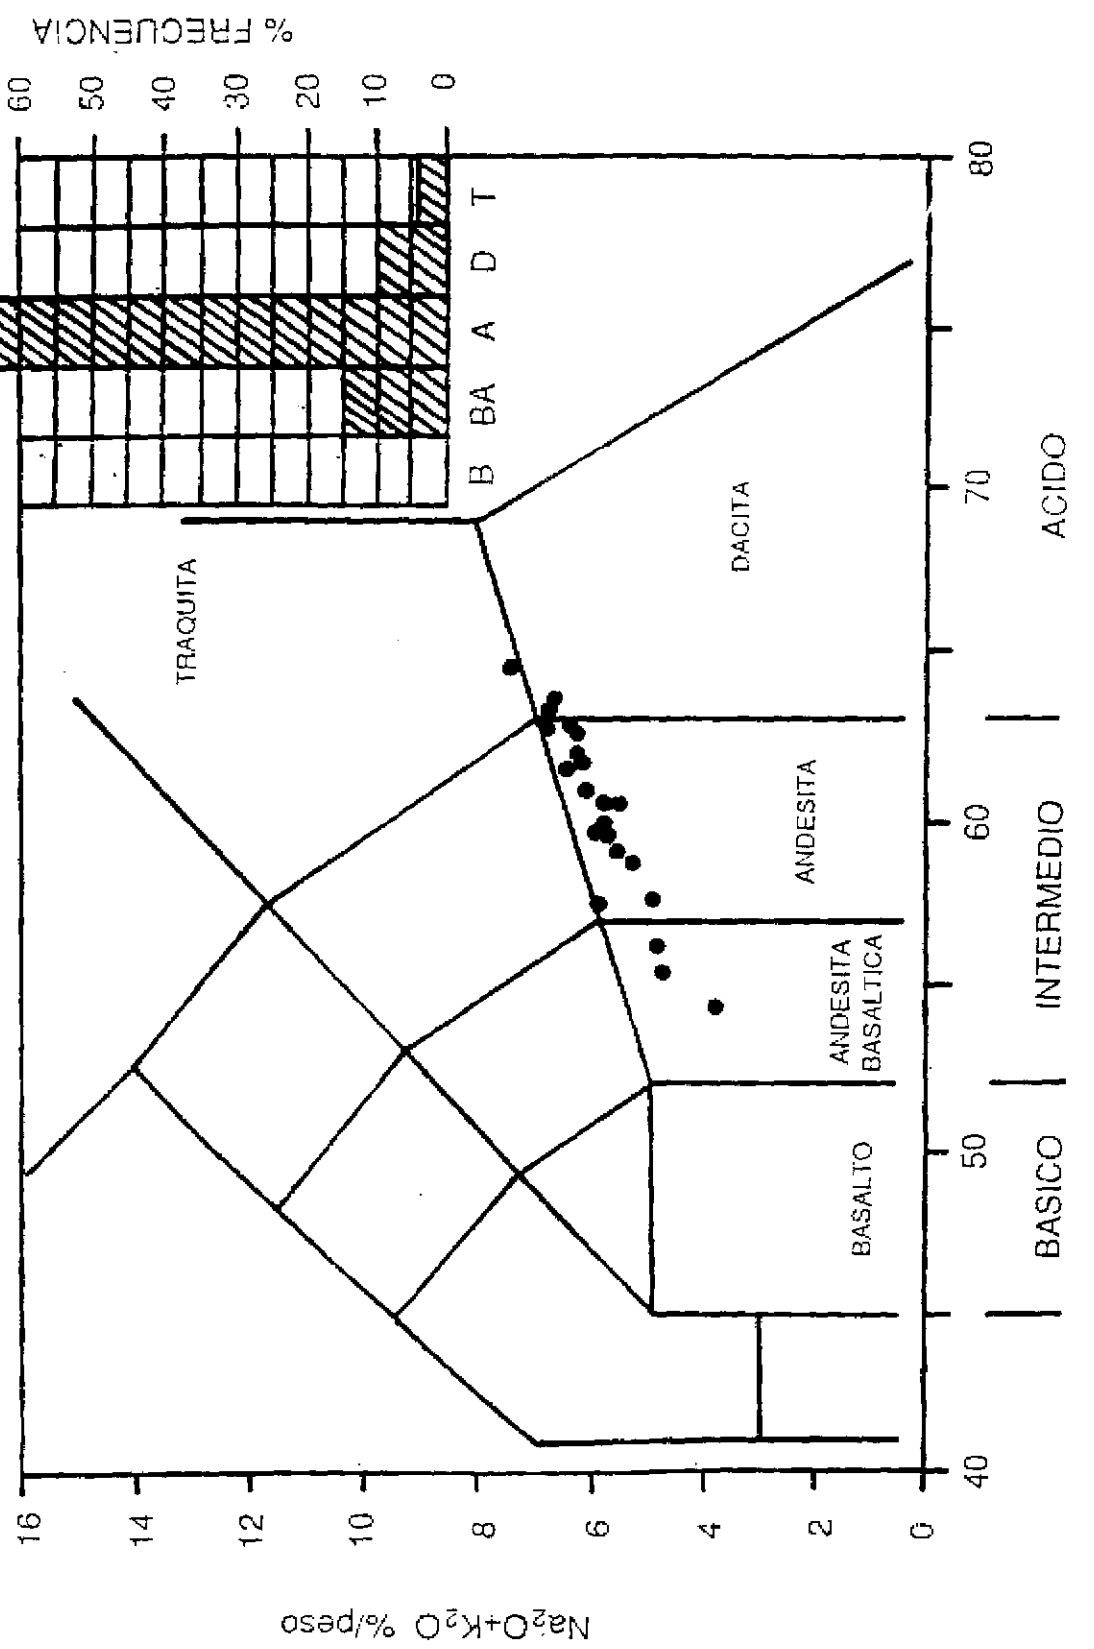 % FRECUENCIA
60
50
40
30
20
10
0
B BA A D T
TRAQUITA
DACITA
ANDESITA
ANDESITA
BASALTICA
BASALTO
16
14
12
10
8
6
4
2
0
Na₂O+K₂O %/peso
40 50 60 70 80
BASICO INTERMEDIO ACIDO